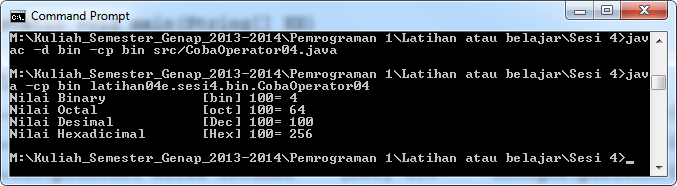 Command Prompt
M:\Kuliah_Semester_Genap_2013-2014\Pemrograman 1\Latihan atau belajar\Sesi 4>jav
ac -d bin -cp bin src/CobaOperator04.java
M:\Kuliah_Semester_Genap_2013-2014\Pemrograman 1\Latihan atau belajar\Sesi 4>jav
a -cp bin latihan04e.sesi4.bin.CobaOperator04
Nilai Binary [bin] 100= 4
Nilai Octal [oct] 100= 64
Nilai Desimal [Dec] 100= 100
Nilai Hexadicimal [Hex] 100= 256
M:\Kuliah_Semester_Genap_2013-2014\Pemrograman 1\Latihan atau belajar\Sesi 4>_